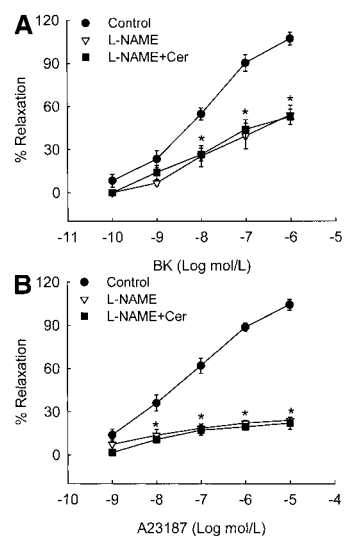 A
Control
L-NAME
L-NAME+Cer
% Relaxation
120
90
60
30
0
* * *
-11 -10 -9 -8 -7 -6 -5
BK (Log mol/L)
B
Control
L-NAME
L-NAME+Cer
% Relaxation
120
90
60
30
0
* * * *
-10 -9 -8 -7 -6 -5 -4
A23187 (Log mol/L)